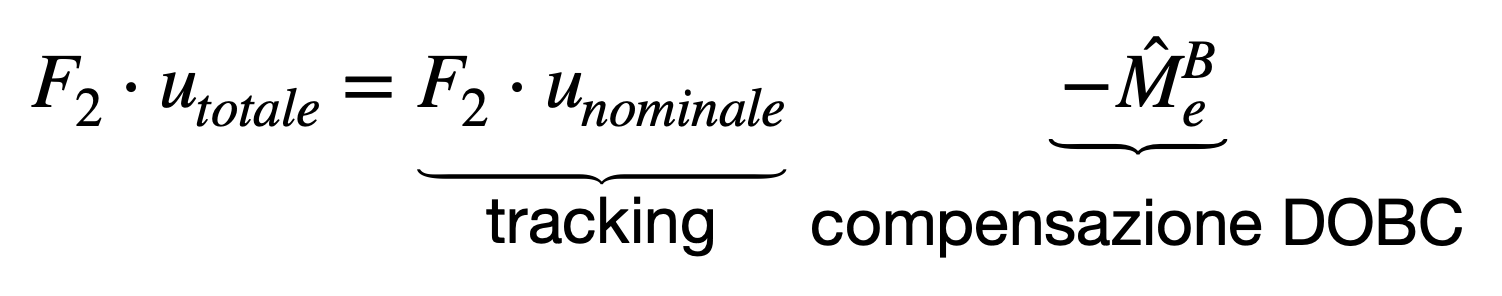 F₂ · u_totale = F₂ · u_nominale −M̂_e^B
tracking compensazione DOBC